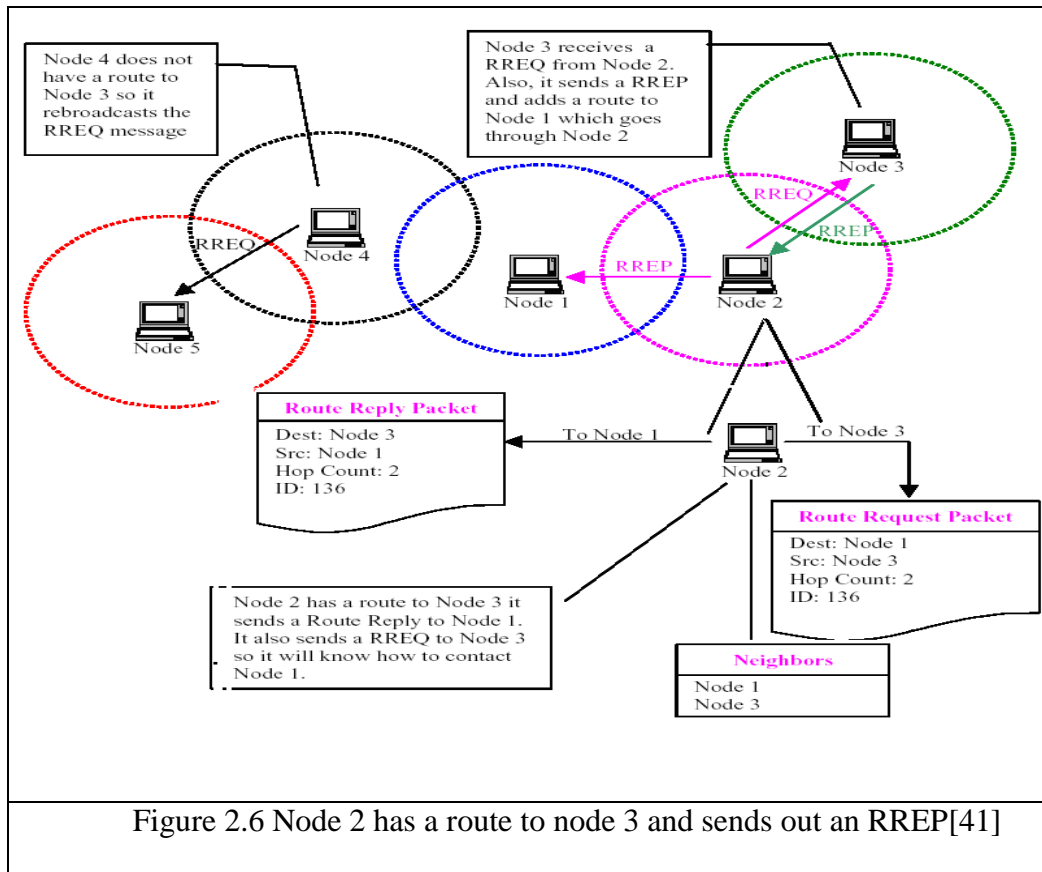 Node 4 does not
have a route to
Node 3 so it
rebroadcasts the
RREQ message
Node 3 receives a
RREQ from Node 2.
Also, it sends a RREP
and adds a route to
Node 1 which goes
through Node 2
Node 3
RREQ
RREP
RREQ
Node 4
RREP
Node 1
Node 2
Node 5
Route Reply Packet
Dest: Node 3
Src: Node 1
Hop Count: 2
ID: 136
To Node 1
To Node 3
Node 2
Route Request Packet
Dest: Node 1
Src: Node 3
Hop Count: 2
ID: 136
Node 2 has a route to Node 3 it
sends a Route Reply to Node 1.
It also sends a RREQ to Node 3
so it will know how to contact
Node 1.
Neighbors
Node 1
Node 3
Figure 2.6 Node 2 has a route to node 3 and sends out an RREP[41]